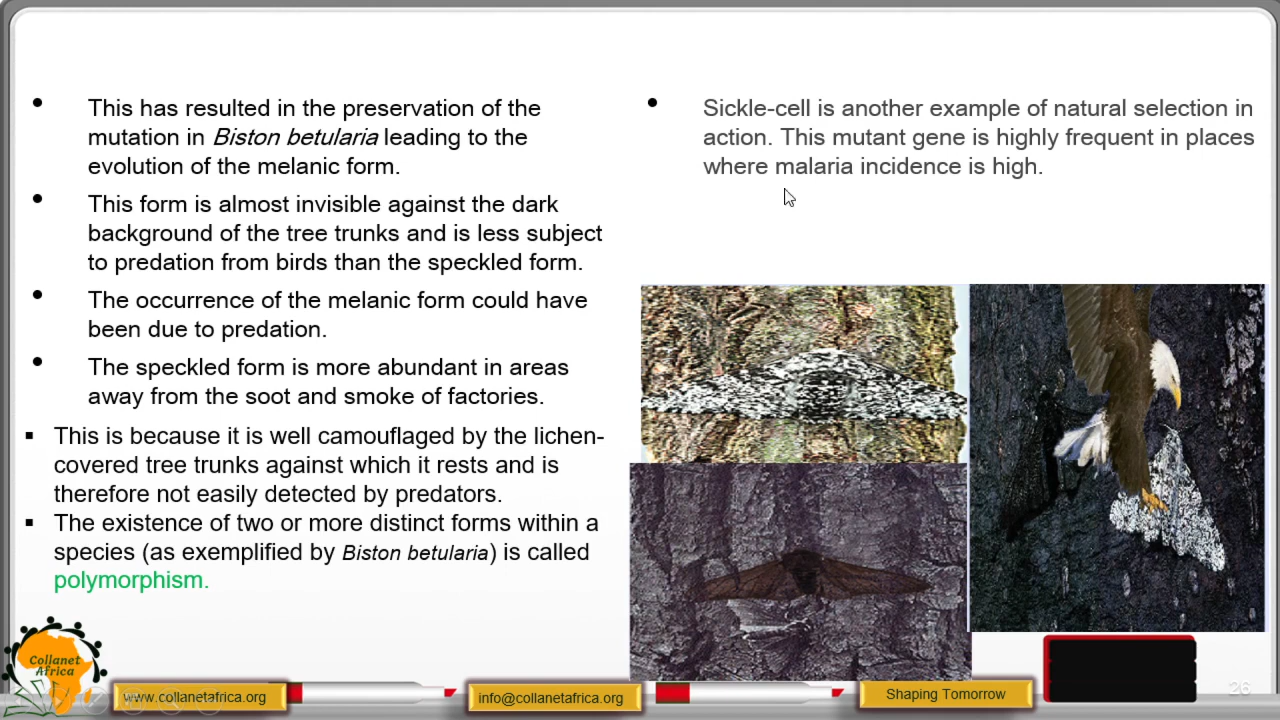 This has resulted in the preservation of the
mutation in Biston betularia leading to the
evolution of the melanic form.
This form is almost invisible against the dark
background of the tree trunks and is less subject
to predation from birds than the speckled form.
The occurrence of the melanic form could have
been due to predation.
The speckled form is more abundant in areas
away from the soot and smoke of factories.
This is because it is well camouflaged by the lichen-
covered tree trunks against which it rests and is
therefore not easily detected by predators.
The existence of two or more distinct forms within a
species (as exemplified by Biston betularia) is called
polymorphism.
Sickle-cell is another example of natural selection in
action. This mutant gene is highly frequent in places
where malaria incidence is high.
Collanet
Africa
www.collanetafrica.org
info@collanetafrica.org
Shaping Tomorrow
26